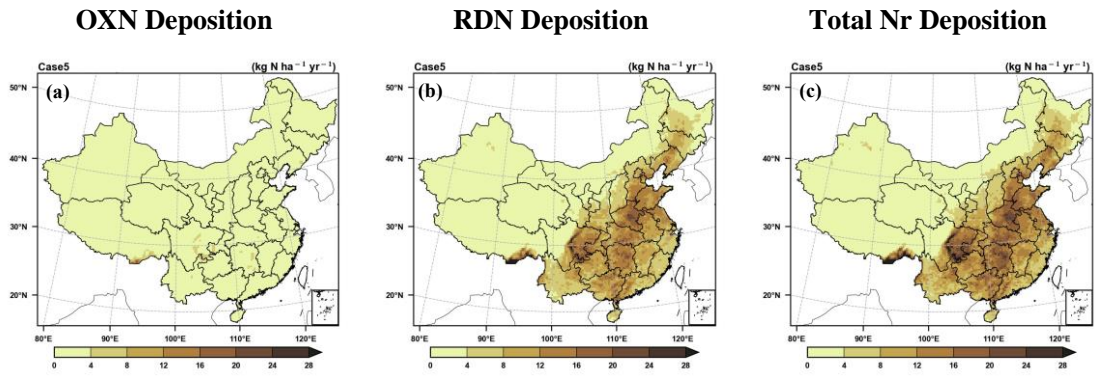 OXN Deposition RDN Deposition Total Nr Deposition
Case5 (kg N ha⁻¹ yr⁻¹) Case5 (kg N ha⁻¹ yr⁻¹) Case5 (kg N ha⁻¹ yr⁻¹)
(a) (b) (c)
50°N 50°N 50°N
40°N 40°N 40°N
30°N 30°N 30°N
20°N 20°N 20°N
80°E 90°E 100°E 110°E 120°E 80°E 90°E 100°E 110°E 120°E 80°E 90°E 100°E 110°E 120°E
0 4 8 12 16 20 24 28 0 4 8 12 16 20 24 28 0 4 8 12 16 20 24 28